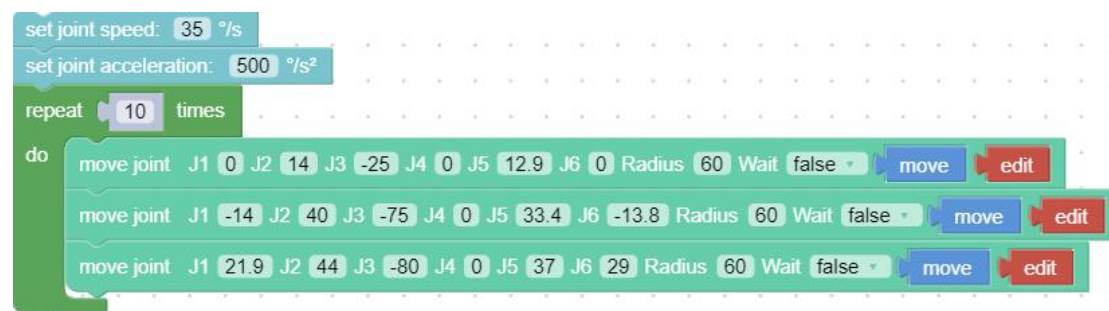 set joint speed: 35 °/s
set joint acceleration: 500 °/s²
repeat 10 times
do move joint J1 0 J2 14 J3 -25 J4 0 J5 12.9 J6 0 Radius 60 Wait false move edit
move joint J1 -14 J2 40 J3 -75 J4 0 J5 33.4 J6 -13.8 Radius 60 Wait false move edit
move joint J1 21.9 J2 44 J3 -80 J4 0 J5 37 J6 29 Radius 60 Wait false move edit